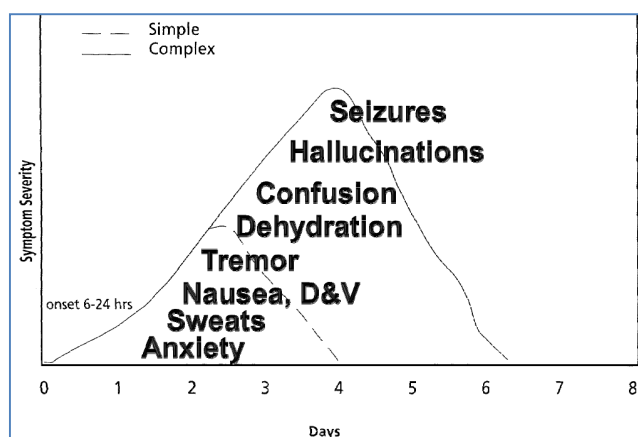 Simple
Complex
Symptom Severity
Seizures
Hallucinations
Confusion
Dehydration
Tremor
Nausea, D&V
onset 6-24 hrs
Sweats
Anxiety
0 1 2 3 4 5 6 7 8
Days